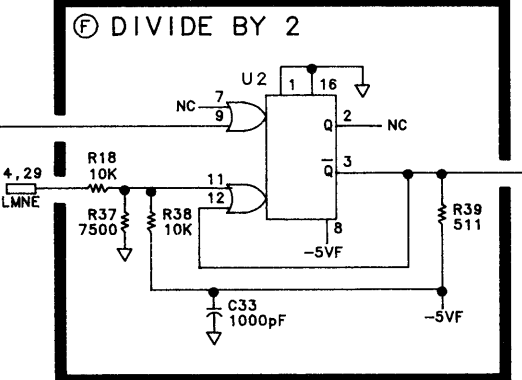 F DIVIDE BY 2
U2
1 16
NC 7
9
Q 2 NC
4,29
LMNE
R18
10K
11
12
Q̅ 3
R37
7500
R38
10K
8
-5VF
R39
511
C33
1000pF
-5VF